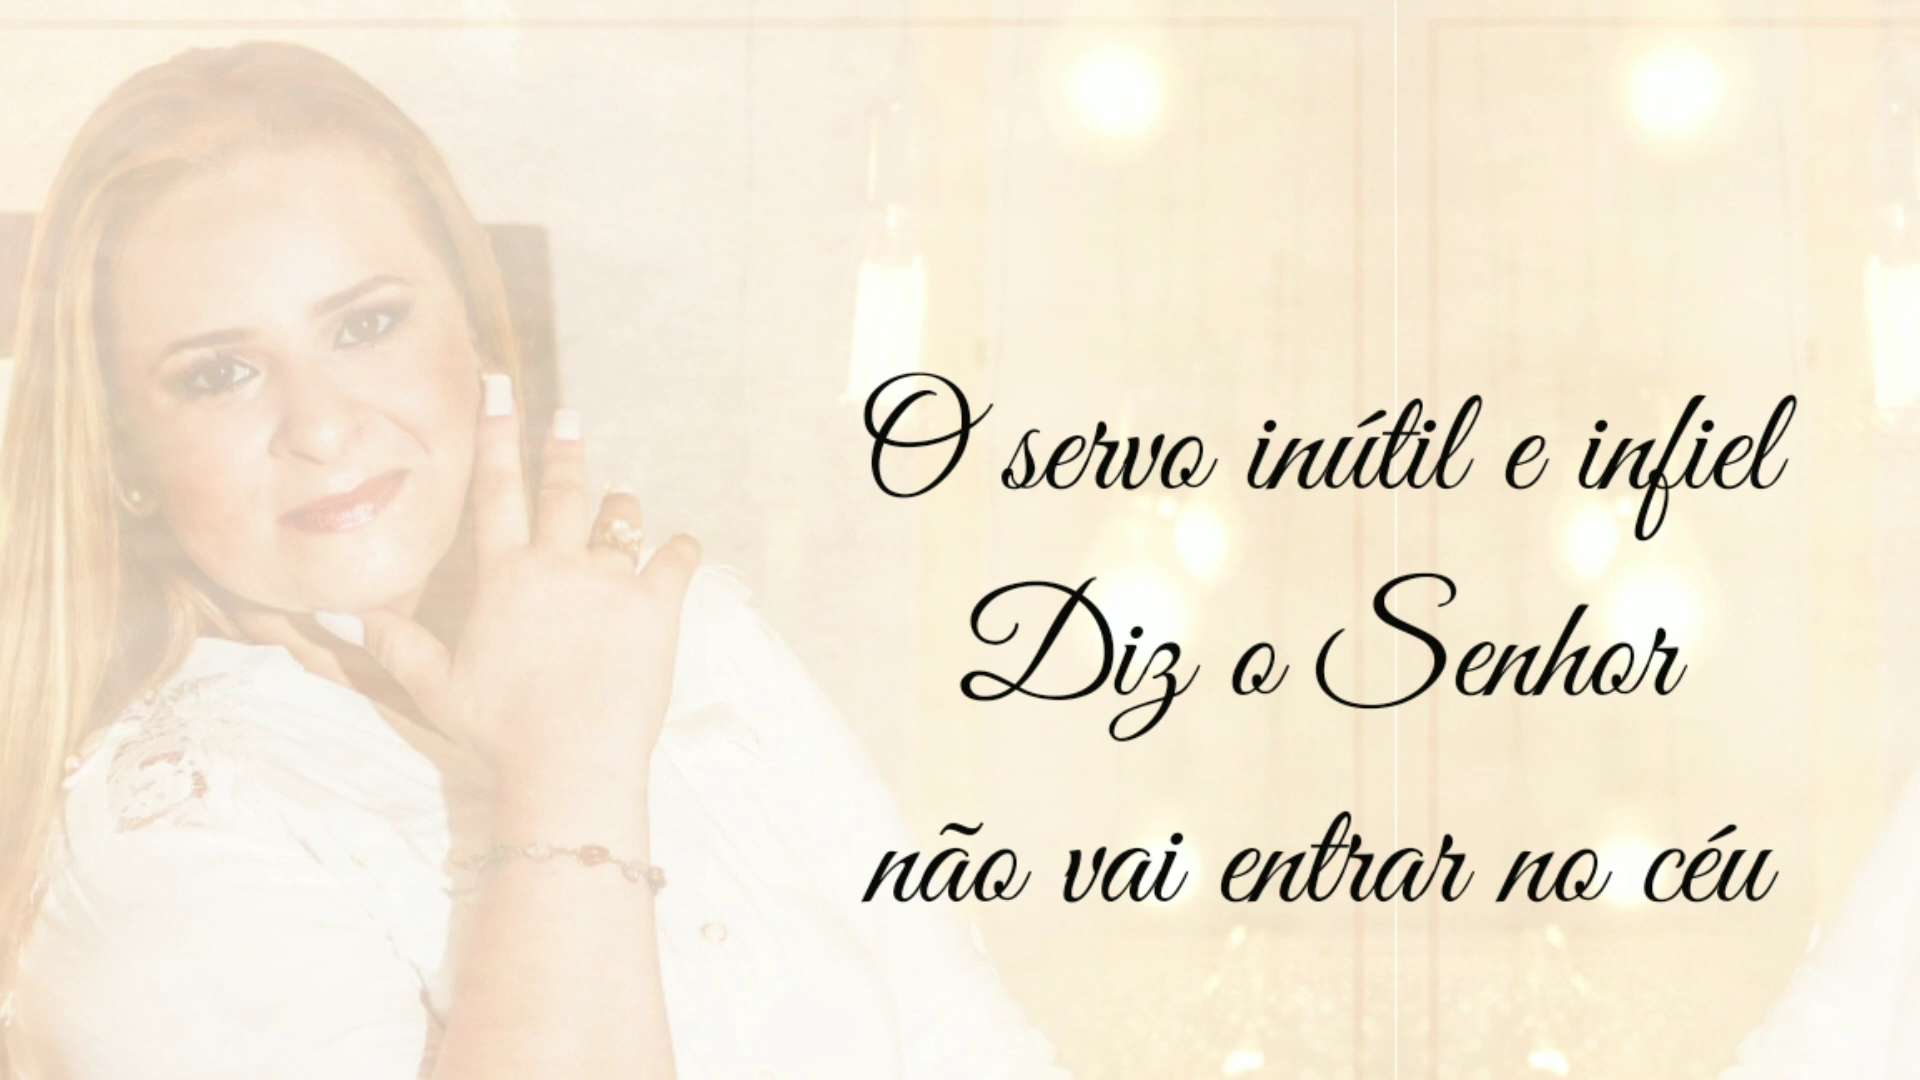 O servo inútil e infiel
Diz o Senhor
não vai entrar no céu